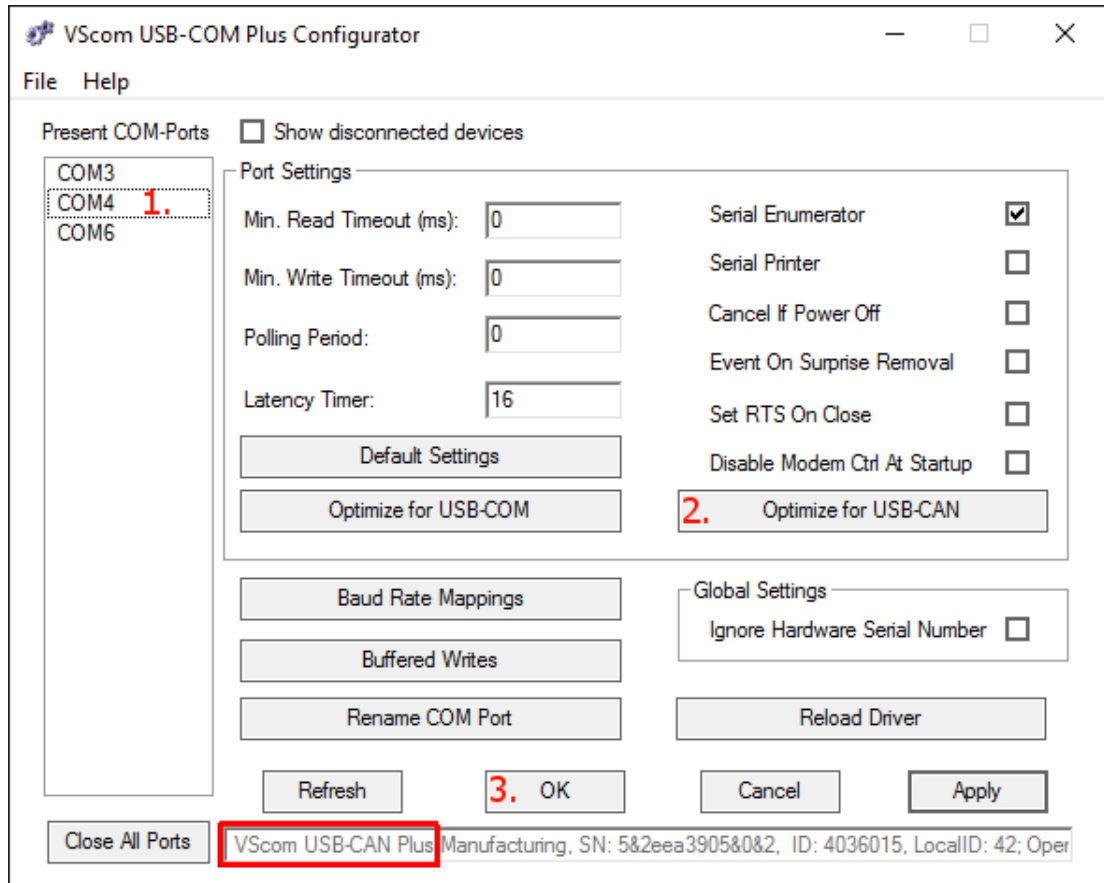 VScom USB-COM Plus Configurator
File Help
Present COM-Ports
Show disconnected devices
COM3
COM4 1.
COM6
Port Settings
Min. Read Timeout (ms): 0
Min. Write Timeout (ms): 0
Polling Period: 0
Latency Timer: 16
Default Settings
Optimize for USB-COM
Serial Enumerator
Serial Printer
Cancel If Power Off
Event On Surprise Removal
Set RTS On Close
Disable Modem Ctrl At Startup
2. Optimize for USB-CAN
Baud Rate Mappings
Buffered Writes
Rename COM Port
Global Settings
Ignore Hardware Serial Number
Reload Driver
Refresh
3. OK
Cancel
Apply
Close All Ports
VScom USB-CAN Plus Manufacturing, SN: 5&2eea3905&0&2, ID: 4036015, LocalID: 42; Oper